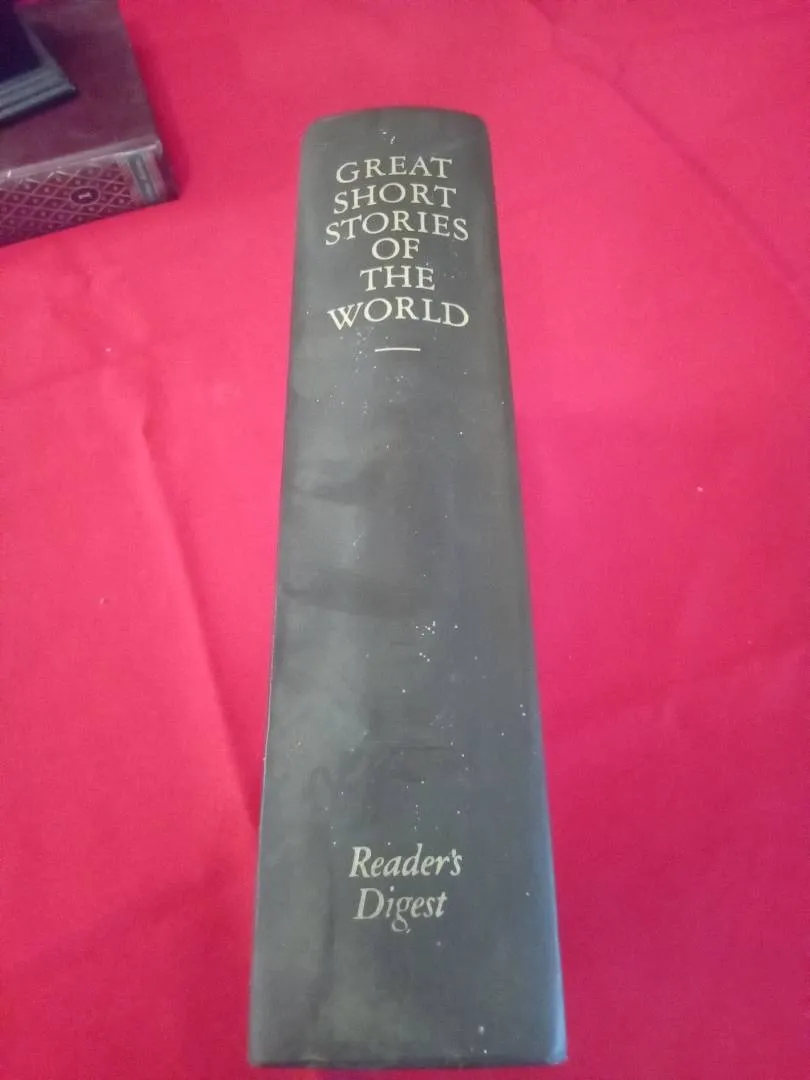 GREAT
SHORT
STORIES
OF
THE
WORLD
Reader's
Digest